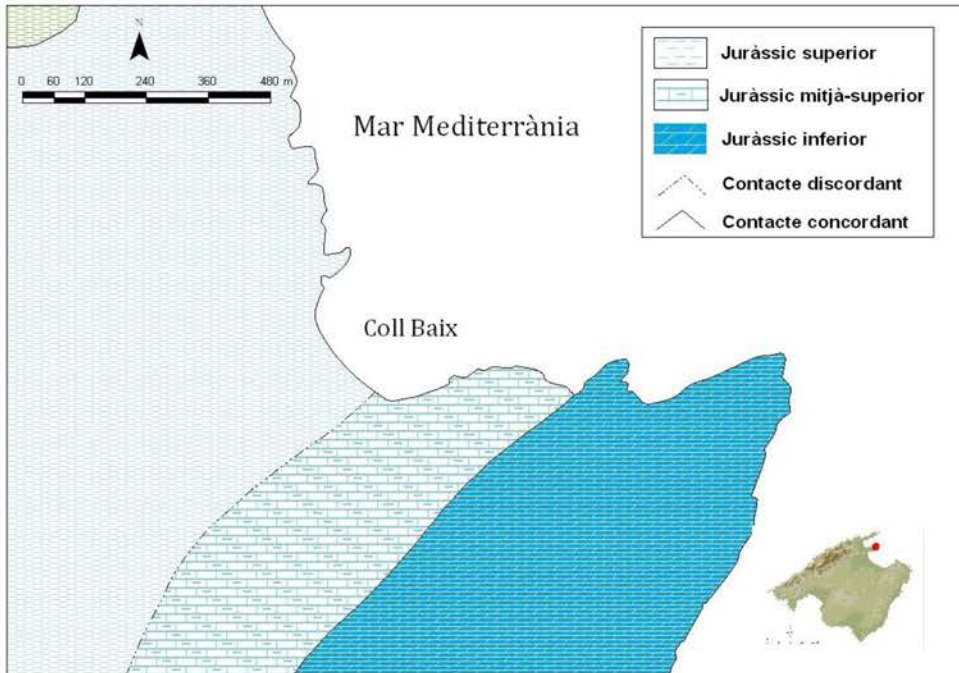 N
0 60 120 240 360 480 m
Mar Mediterrània
Coll Baix
Juràssic superior
Juràssic mitjà-superior
Juràssic inferior
Contacte discordant
Contacte concordant